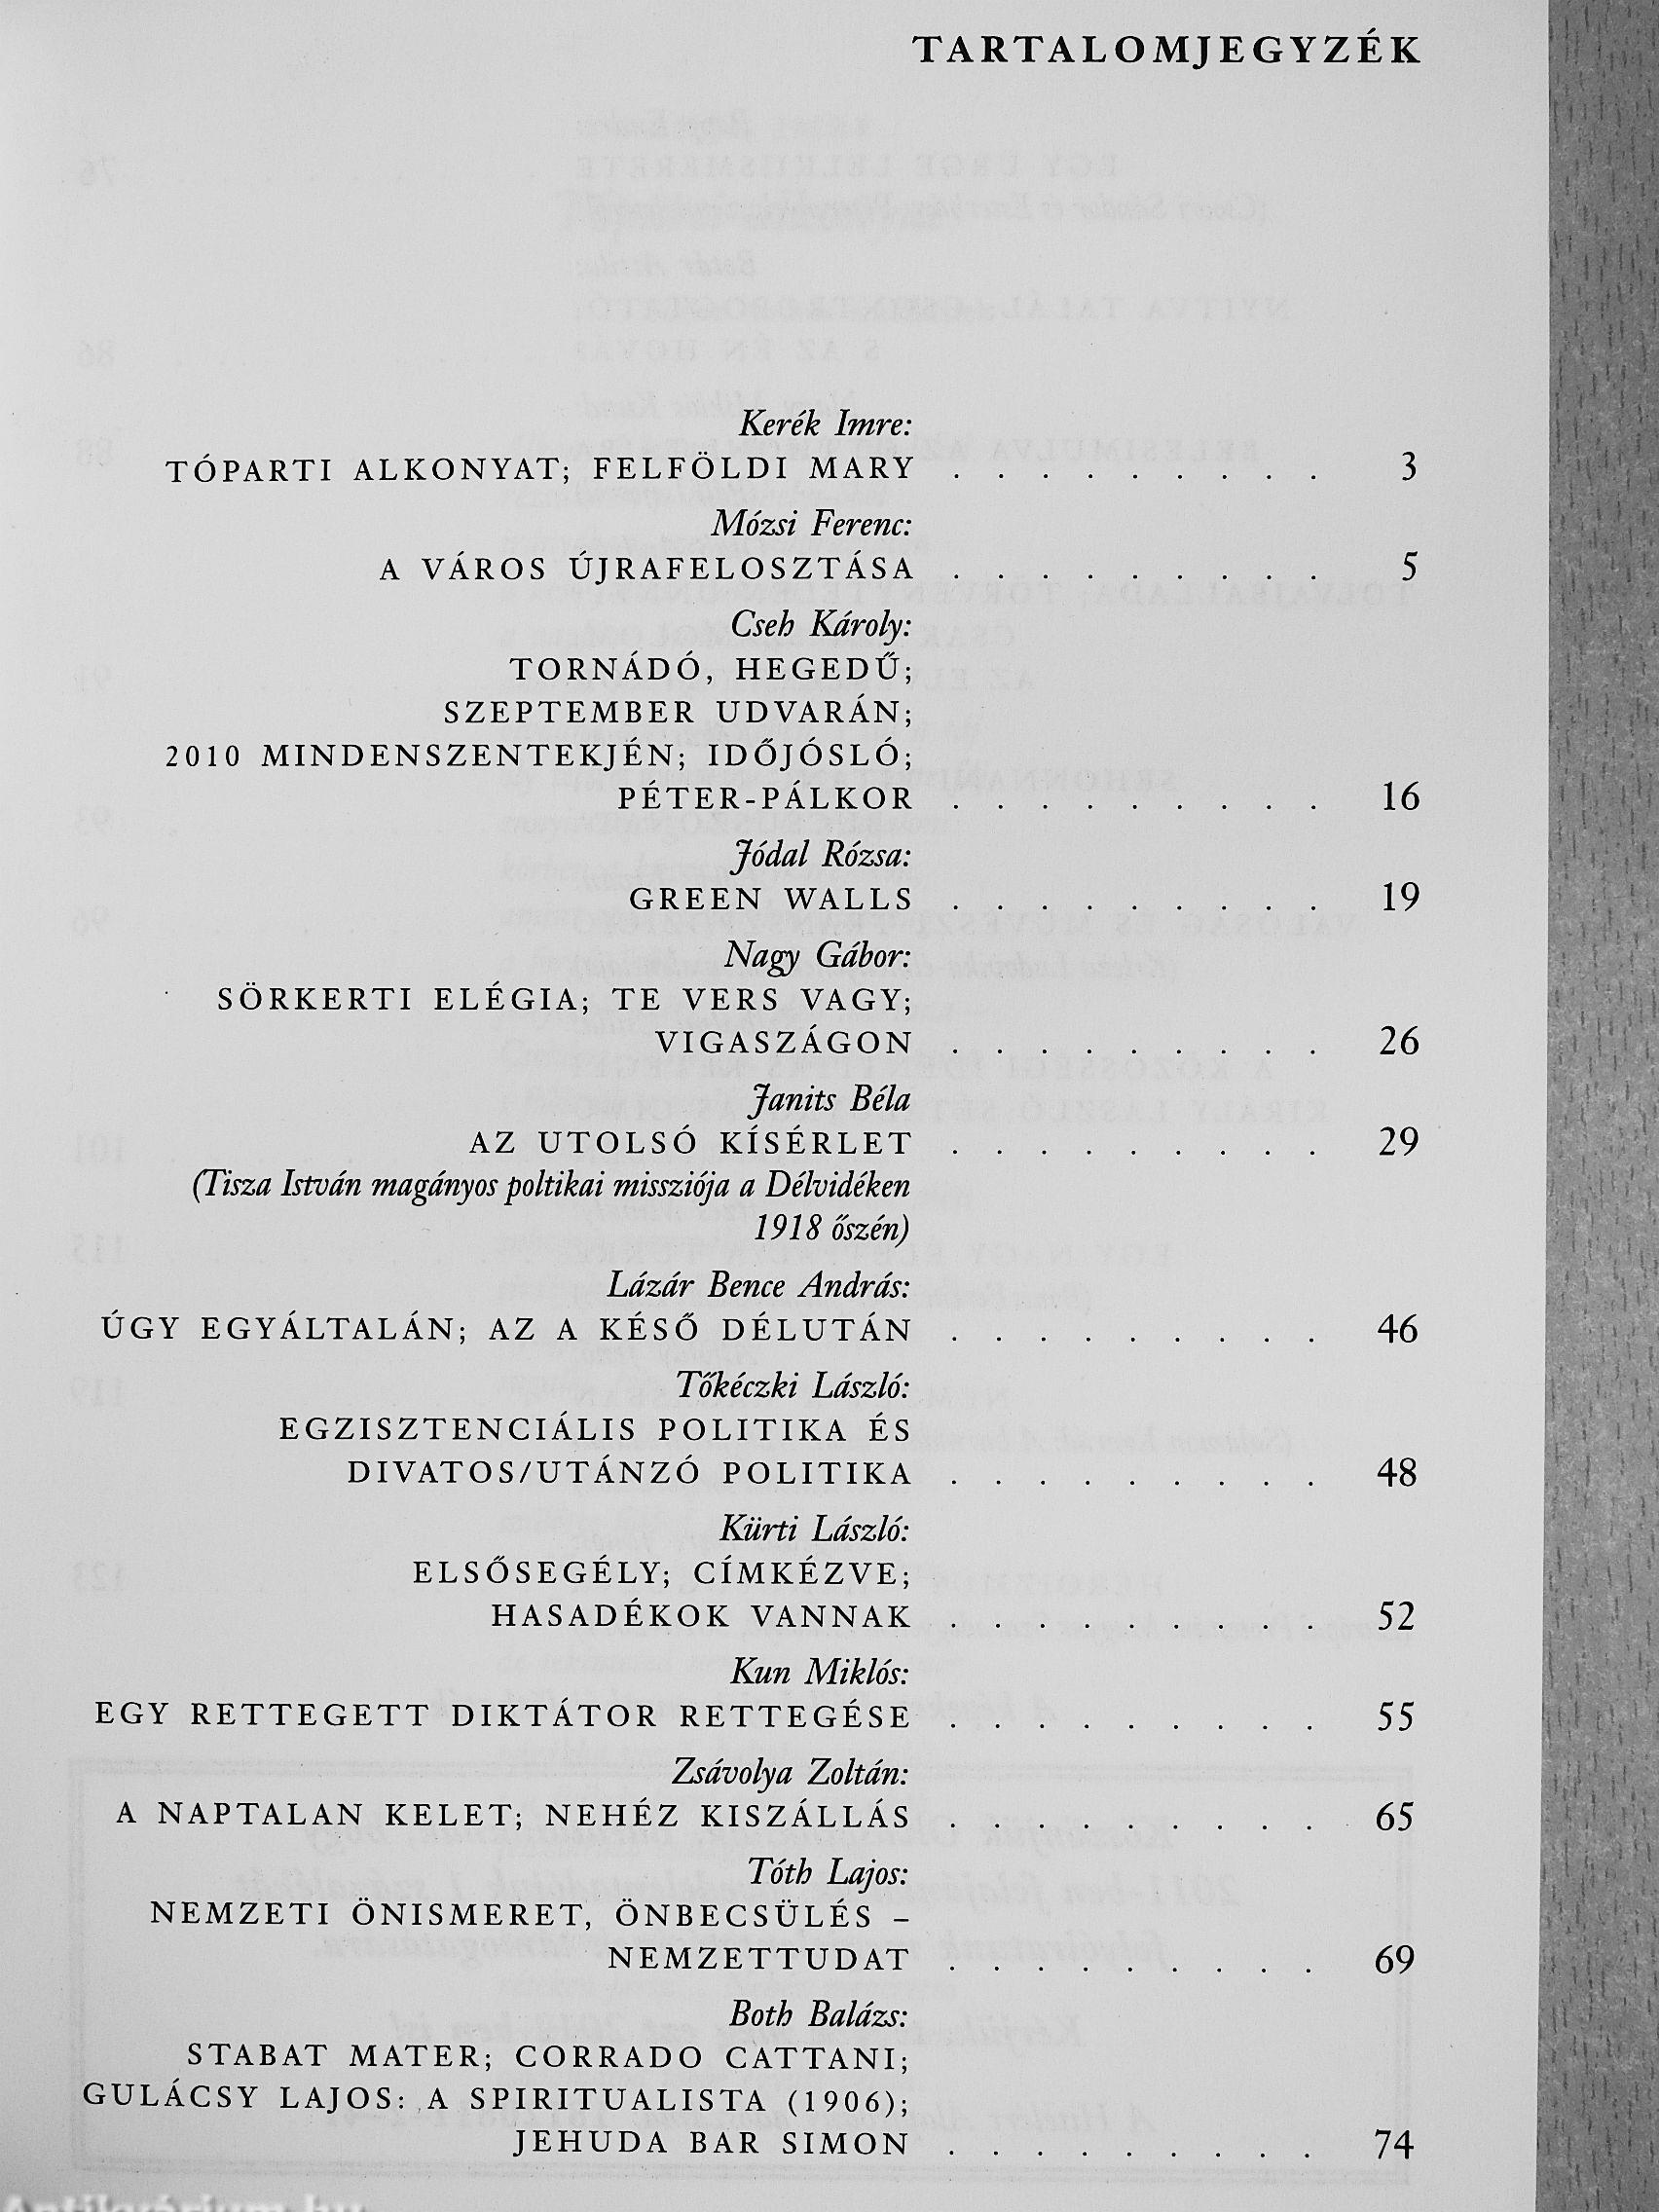 TARTALOMJEGYZÉK
Kerék Imre:
TÓPARTI ALKONYAT; FELFÖLDI MARY . . . . . . . . . 3
Mózsi Ferenc:
A VÁROS ÚJRAFELOSZTÁSA . . . . . . . . . 5
Cseh Károly:
TORNÁDÓ, HEGEDŰ;
SZEPTEMBER UDVARÁN;
2010 MINDENSZENTEKJÉN; IDŐJÓSLÓ;
PÉTER-PÁLKOR . . . . . . . . . 16
Jódal Rózsa:
GREEN WALLS . . . . . . . . . 19
Nagy Gábor:
SÖRKERTI ELÉGIA; TE VERS VAGY;
VIGASZÁGON . . . . . . . . . 26
Janits Béla
AZ UTOLSÓ KÍSÉRLET . . . . . . . . . 29
(Tisza István magányos poltikai missziója a Délvidéken
1918 őszén)
Lázár Bence András:
ÚGY EGYÁLTALÁN; AZ A KÉSŐ DÉLUTÁN . . . . . . . . . 46
Tőkéczki László:
EGZISZTENCIÁLIS POLITIKA ÉS
DIVATOS/UTÁNZÓ POLITIKA . . . . . . . . . 48
Kürti László:
ELSŐSEGÉLY; CÍMKÉZVE;
HASADÉKOK VANNAK . . . . . . . . . 52
Kun Miklós:
EGY RETTEGETT DIKTÁTOR RETTEGÉSE . . . . . . . . . 55
Zsávolya Zoltán:
A NAPTALAN KELET; NEHÉZ KISZÁLLÁS . . . . . . . . . 65
Tóth Lajos:
NEMZETI ÖNISMERET, ÖNBECSÜLÉS –
NEMZETTUDAT . . . . . . . . . 69
Both Balázs:
STABAT MATER; CORRADO CATTANI;
GULÁCSY LAJOS: A SPIRITUALISTA (1906);
JEHUDA BAR SIMON . . . . . . . . . 74
Antikvárium.hu